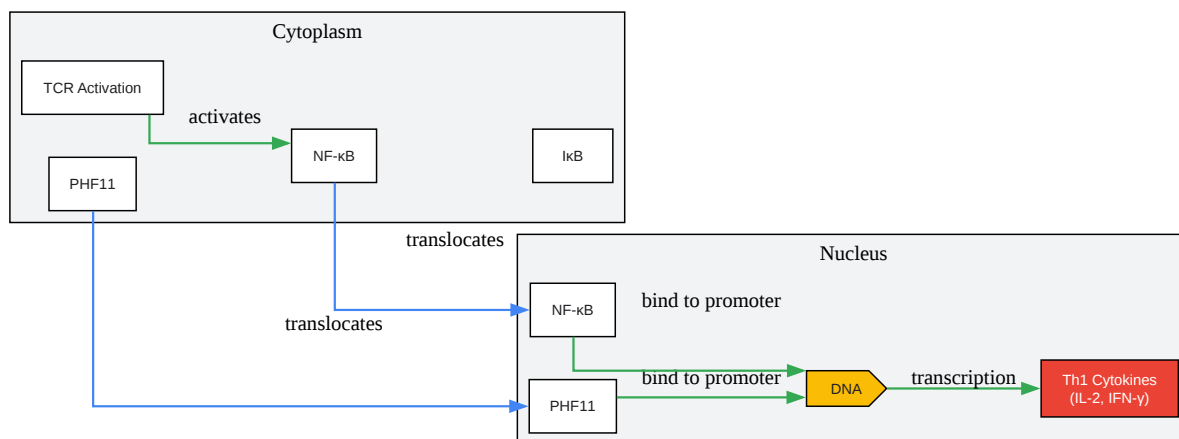 Cytoplasm
TCR Activation
activates
NF-κB
IκB
PHF11
translocates
Nucleus
NF-κB
bind to promoter
translocates
bind to promoter
transcription
DNA
Th1 Cytokines
(IL-2, IFN-γ)
PHF11